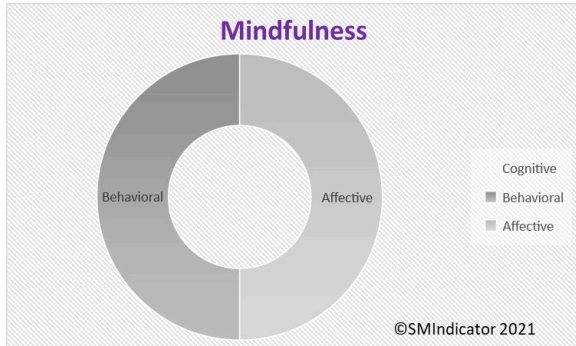 Mindfulness
Behavioral
Affective
Cognitive
Behavioral
Affective
©SMIndicator 2021